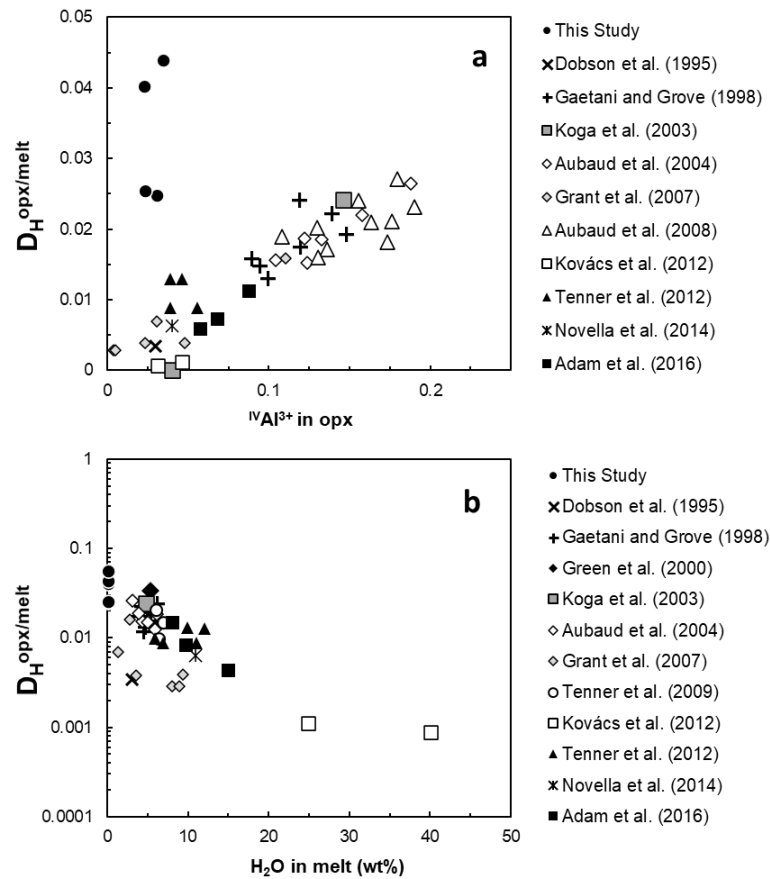 a
0.05
0.04
0.03
0.02
0.01
0
0
0.1
0.2
D_H^opx/melt
ᴵⱽAl³⁺ in opx
This Study
Dobson et al. (1995)
Gaetani and Grove (1998)
Koga et al. (2003)
Aubaud et al. (2004)
Grant et al. (2007)
Aubaud et al. (2008)
Kovács et al. (2012)
Tenner et al. (2012)
Novella et al. (2014)
Adam et al. (2016)
b
1
0.1
0.01
0.001
0.0001
0
10
20
30
40
50
D_H^opx/melt
H₂O in melt (wt%)
This Study
Dobson et al. (1995)
Gaetani and Grove (1998)
Green et al. (2000)
Koga et al. (2003)
Aubaud et al. (2004)
Grant et al. (2007)
Tenner et al. (2009)
Kovács et al. (2012)
Tenner et al. (2012)
Novella et al. (2014)
Adam et al. (2016)